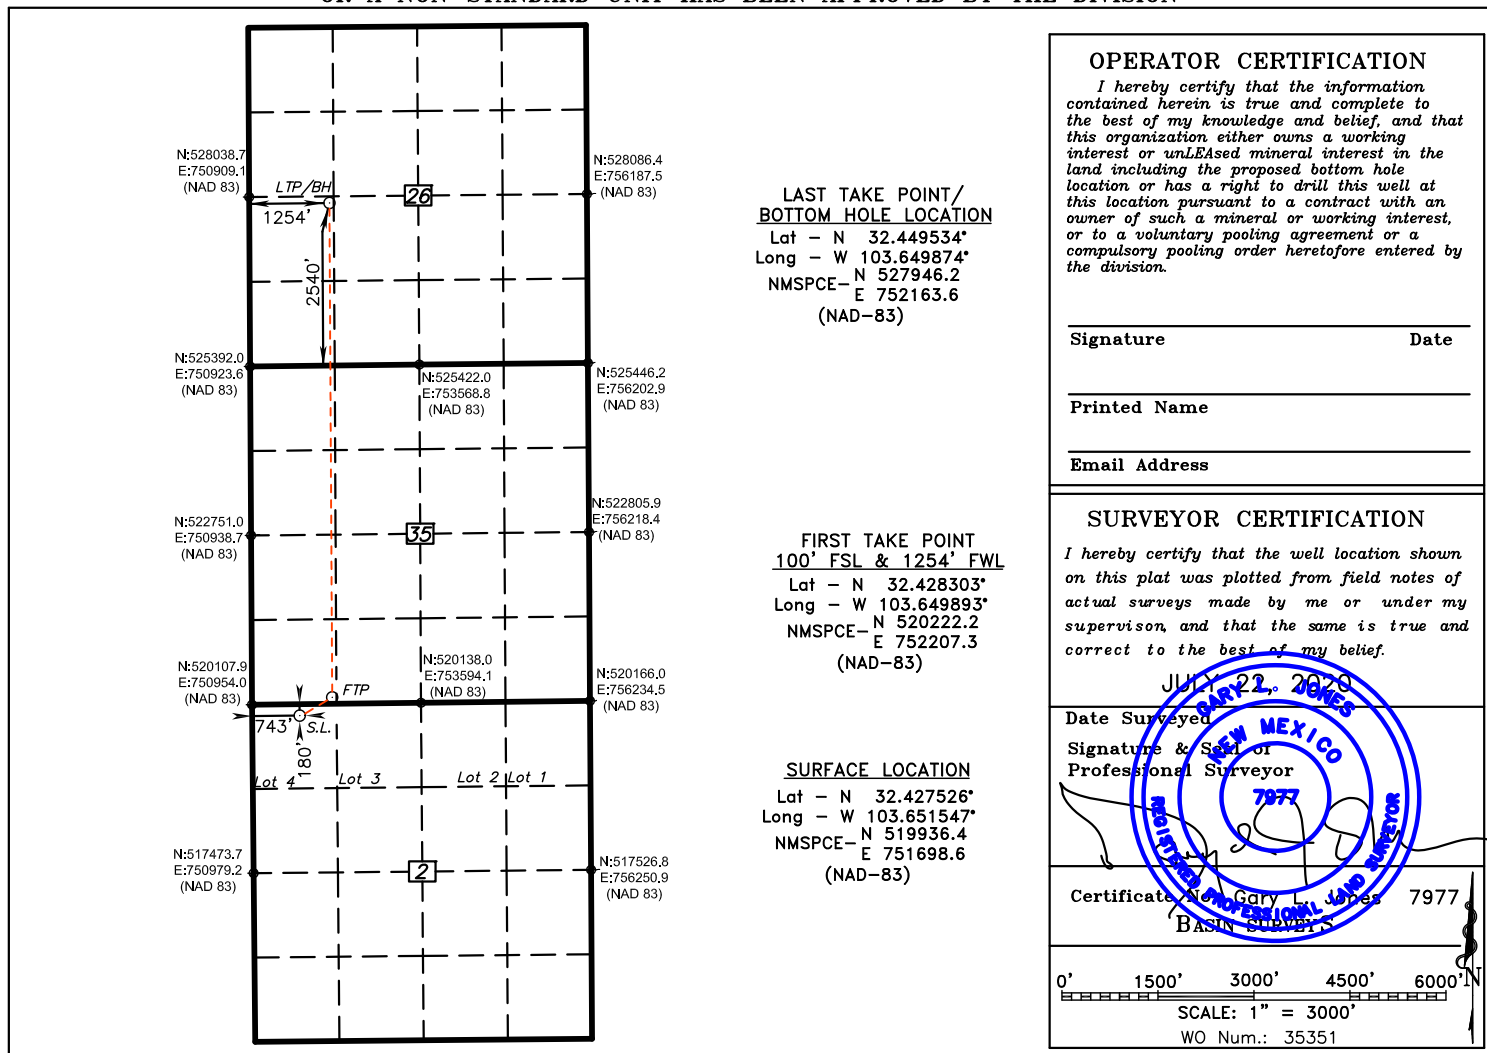 OR A NON-STANDARD UNIT HAS BEEN APPROVED BY THE DIVISION
N:528038.7
E:750909.1
(NAD 83)
LTP/BH
1254'
2540'
26
N:528086.4
E:756187.5
(NAD 83)
N:525392.0
E:750923.6
(NAD 83)
N:525422.0
E:753568.8
(NAD 83)
N:525446.2
E:756202.9
(NAD 83)
N:522751.0
E:750938.7
(NAD 83)
35
N:522805.9
E:756218.4
(NAD 83)
N:520107.9
E:750954.0
(NAD 83)
FTP
N:520138.0
E:753594.1
(NAD 83)
N:520166.0
E:756234.5
(NAD 83)
743'
S.L.
180'
Lot 4
Lot 3
Lot 2
Lot 1
N:517473.7
E:750979.2
(NAD 83)
2
N:517526.8
E:756250.9
(NAD 83)
LAST TAKE POINT/
BOTTOM HOLE LOCATION
Lat - N 32.449534°
Long - W 103.649874°
NMSPCE- N 527946.2
E 752163.6
(NAD-83)
FIRST TAKE POINT
100' FSL & 1254' FWL
Lat - N 32.428303°
Long - W 103.649893°
NMSPCE- N 520222.2
E 752207.3
(NAD-83)
SURFACE LOCATION
Lat - N 32.427526°
Long - W 103.651547°
NMSPCE- N 519936.4
E 751698.6
(NAD-83)
OPERATOR CERTIFICATION
I hereby certify that the information
contained herein is true and complete to
the best of my knowledge and belief, and that
this organization either owns a working
interest or unLEAsed mineral interest in the
land including the proposed bottom hole
location or has a right to drill this well at
this location pursuant to a contract with an
owner of such a mineral or working interest,
or to a voluntary pooling agreement or a
compulsory pooling order heretofore entered by
the division.
Signature Date
Printed Name
Email Address
SURVEYOR CERTIFICATION
I hereby certify that the well location shown
on this plat was plotted from field notes of
actual surveys made by me or under my
supervison, and that the same is true and
correct to the best of my belief.
JULY 22, 2020
Date Surveyed
Signature & Seal of
Professional Surveyor
GARY L. JONES
NEW MEXICO
7977
REGISTERED PROFESSIONAL LAND SURVEYOR
Certificate No. Gary L. Jones 7977
BASIN SURVEYS
0' 1500' 3000' 4500' 6000'
N
SCALE: 1" = 3000'
WO Num.: 35351